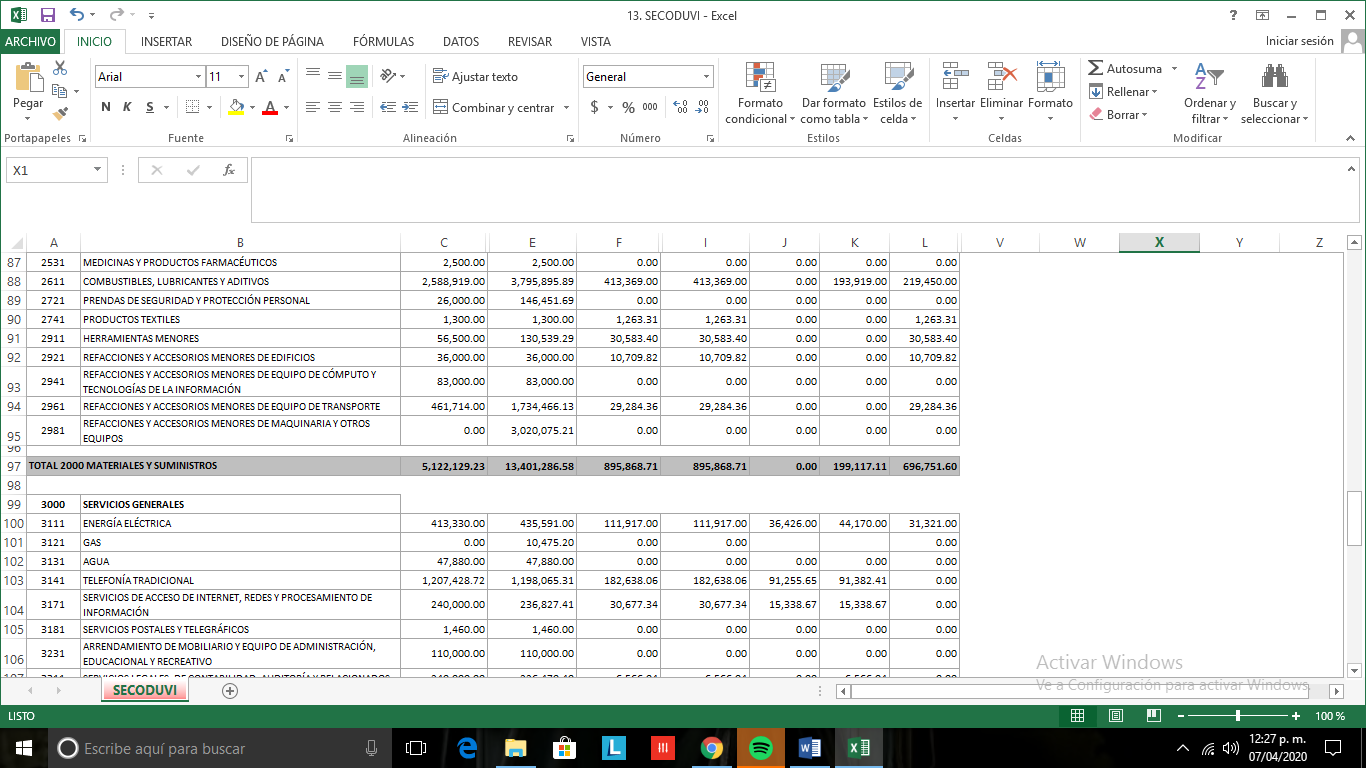 13. SECODUVI - Excel
ARCHIVO INICIO INSERTAR DISEÑO DE PÁGINA FÓRMULAS DATOS REVISAR VISTA Iniciar sesión
Pegar
Portapapeles
Arial 11
N K S
Fuente
Ajustar texto
Combinar y centrar
Alineación
General
$ % 000
Número
Formato condicional
Dar formato como tabla
Estilos de celda
Estilos
Insertar Eliminar Formato
Celdas
Autosuma
Rellenar
Borrar
Ordenar y filtrar
Buscar y seleccionar
Modificar
X1 fx
A B C E F I J K L V W X Y Z
87 2531 MEDICINAS Y PRODUCTOS FARMACÉUTICOS 2,500.00 2,500.00 0.00 0.00 0.00 0.00 0.00
88 2611 COMBUSTIBLES, LUBRICANTES Y ADITIVOS 2,588,919.00 3,795,895.89 413,369.00 413,369.00 0.00 193,919.00 219,450.00
89 2721 PRENDAS DE SEGURIDAD Y PROTECCIÓN PERSONAL 26,000.00 146,451.69 0.00 0.00 0.00 0.00 0.00
90 2741 PRODUCTOS TEXTILES 1,300.00 1,300.00 1,263.31 1,263.31 0.00 0.00 1,263.31
91 2911 HERRAMIENTAS MENORES 56,500.00 130,539.29 30,583.40 30,583.40 0.00 0.00 30,583.40
92 2921 REFACCIONES Y ACCESORIOS MENORES DE EDIFICIOS 36,000.00 36,000.00 10,709.82 10,709.82 0.00 0.00 10,709.82
93 2941 REFACCIONES Y ACCESORIOS MENORES DE EQUIPO DE CÓMPUTO Y TECNOLOGÍAS DE LA INFORMACIÓN 83,000.00 83,000.00 0.00 0.00 0.00 0.00 0.00
94 2961 REFACCIONES Y ACCESORIOS MENORES DE EQUIPO DE TRANSPORTE 461,714.00 1,734,466.13 29,284.36 29,284.36 0.00 0.00 29,284.36
95 2981 REFACCIONES Y ACCESORIOS MENORES DE MAQUINARIA Y OTROS EQUIPOS 0.00 3,020,075.21 0.00 0.00 0.00 0.00 0.00
96
97 TOTAL 2000 MATERIALES Y SUMINISTROS 5,122,129.23 13,401,286.58 895,868.71 895,868.71 0.00 199,117.11 696,751.60
98
99 3000 SERVICIOS GENERALES
100 3111 ENERGÍA ELÉCTRICA 413,330.00 435,591.00 111,917.00 111,917.00 36,426.00 44,170.00 31,321.00
101 3121 GAS 0.00 10,475.20 0.00 0.00 0.00
102 3131 AGUA 47,880.00 47,880.00 0.00 0.00 0.00 0.00 0.00
103 3141 TELEFONÍA TRADICIONAL 1,207,428.72 1,198,065.31 182,638.06 182,638.06 91,255.65 91,382.41 0.00
104 3171 SERVICIOS DE ACCESO DE INTERNET, REDES Y PROCESAMIENTO DE INFORMACIÓN 240,000.00 236,827.41 30,677.34 30,677.34 15,338.67 15,338.67 0.00
105 3181 SERVICIOS POSTALES Y TELEGRÁFICOS 1,460.00 1,460.00 0.00 0.00 0.00 0.00 0.00
106 3231 ARRENDAMIENTO DE MOBILIARIO Y EQUIPO DE ADMINISTRACIÓN, EDUCACIONAL Y RECREATIVO 110,000.00 110,000.00 0.00 0.00 0.00 0.00 0.00
Activar Windows
Ve a Configuración para activar Windows.
SECODUVI
LISTO 100 %
Escribe aquí para buscar
12:27 p. m.
07/04/2020